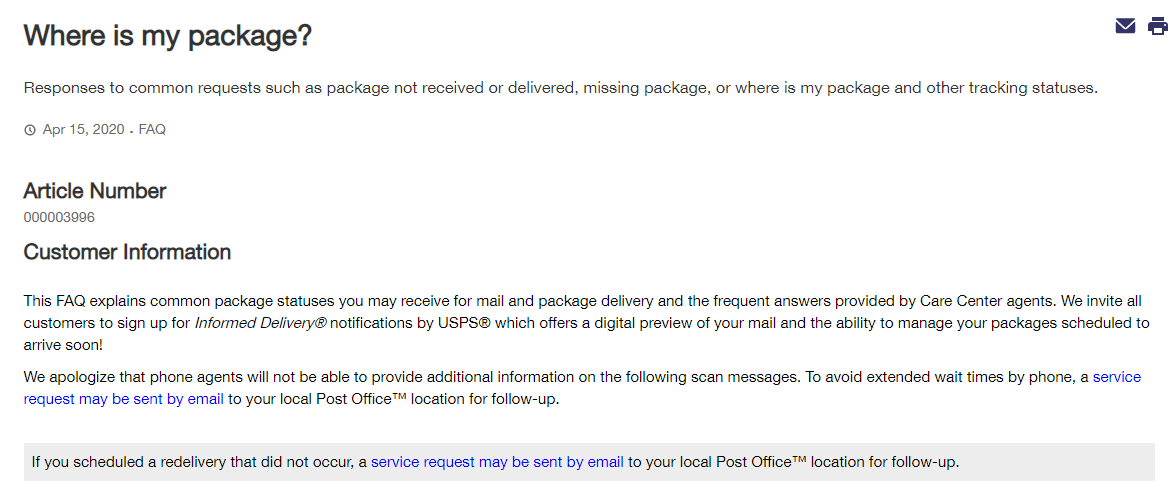 Where is my package?
Responses to common requests such as package not received or delivered, missing package, or where is my package and other tracking statuses.
Apr 15, 2020 • FAQ
Article Number
000003996
Customer Information
This FAQ explains common package statuses you may receive for mail and package delivery and the frequent answers provided by Care Center agents. We invite all
customers to sign up for Informed Delivery® notifications by USPS® which offers a digital preview of your mail and the ability to manage your packages scheduled to
arrive soon!
We apologize that phone agents will not be able to provide additional information on the following scan messages. To avoid extended wait times by phone, a service
request may be sent by email to your local Post Office™ location for follow-up.
If you scheduled a redelivery that did not occur, a service request may be sent by email to your local Post Office™ location for follow-up.